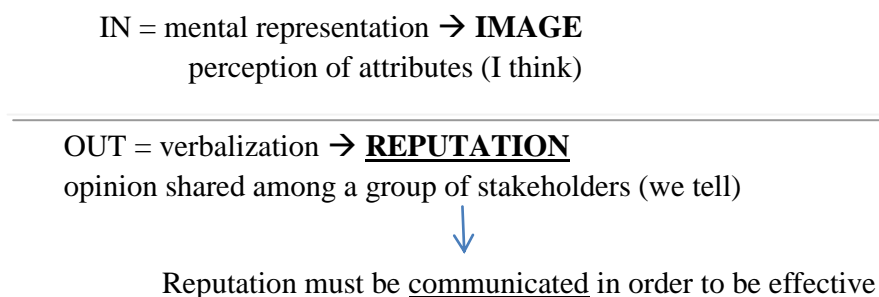 IN = mental representation → IMAGE
perception of attributes (I think)
OUT = verbalization → REPUTATION
opinion shared among a group of stakeholders (we tell)
Reputation must be communicated in order to be effective